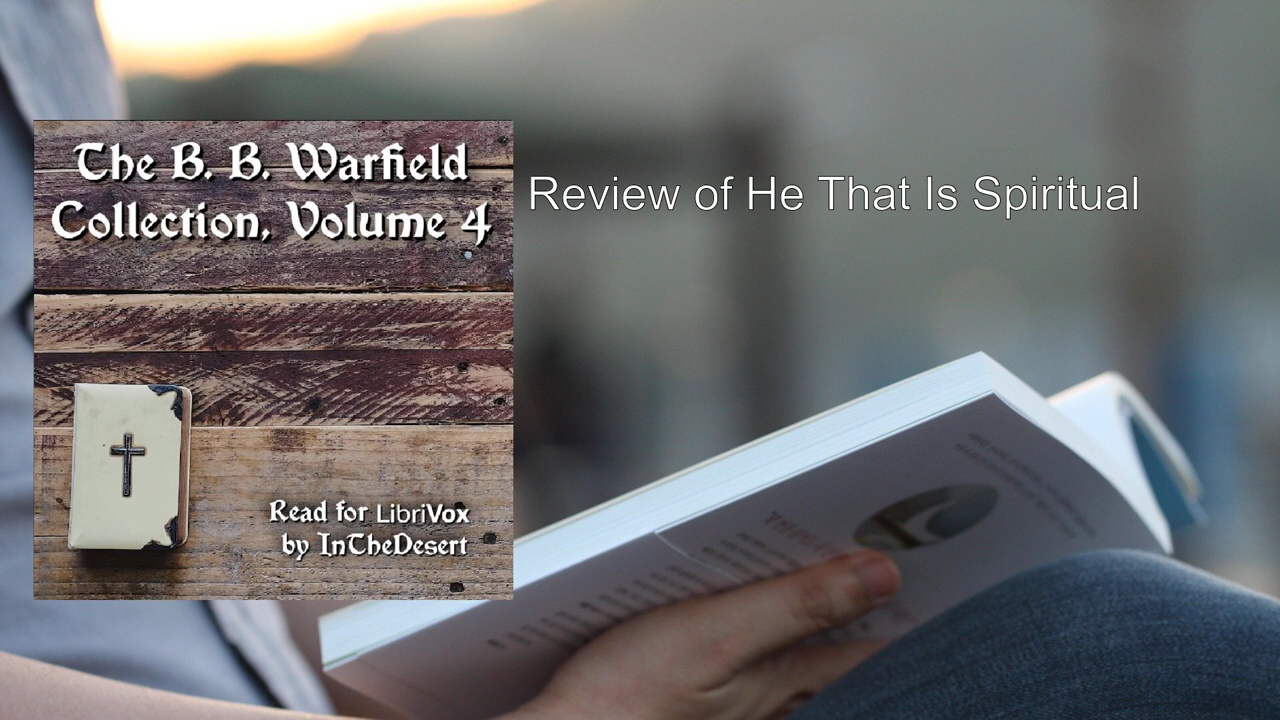 The B. B. Warfield
Collection, Volume 4
Read for LibriVox
by InTheDesert
Review of He That Is Spiritual